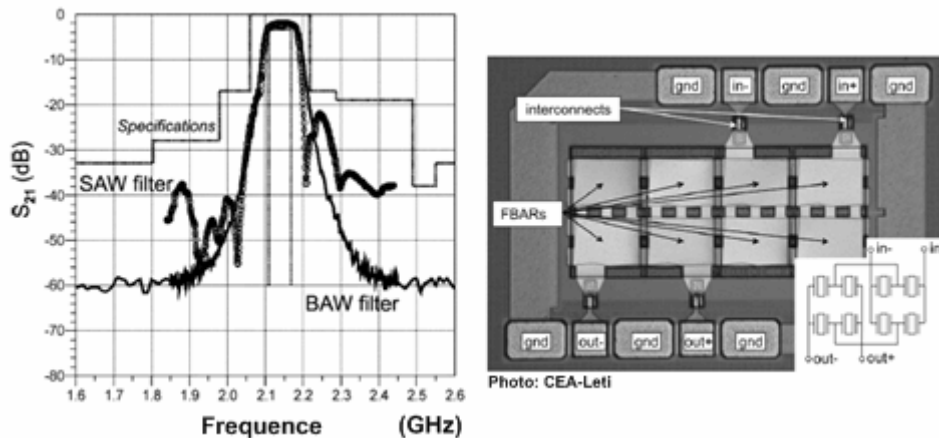 0
-10
-20
-30
-40
-50
-60
-70
-80
S21 (dB)
Specifications
SAW filter
BAW filter
1.6 1.7 1.8 1.9 2.0 2.1 2.2 2.3 2.4 2.5 2.6
Frequence (GHz)
gnd in- gnd in+ gnd
interconnects
FBARs
in- in
out- out+
gnd out- gnd out+ gnd
Photo: CEA-Leti